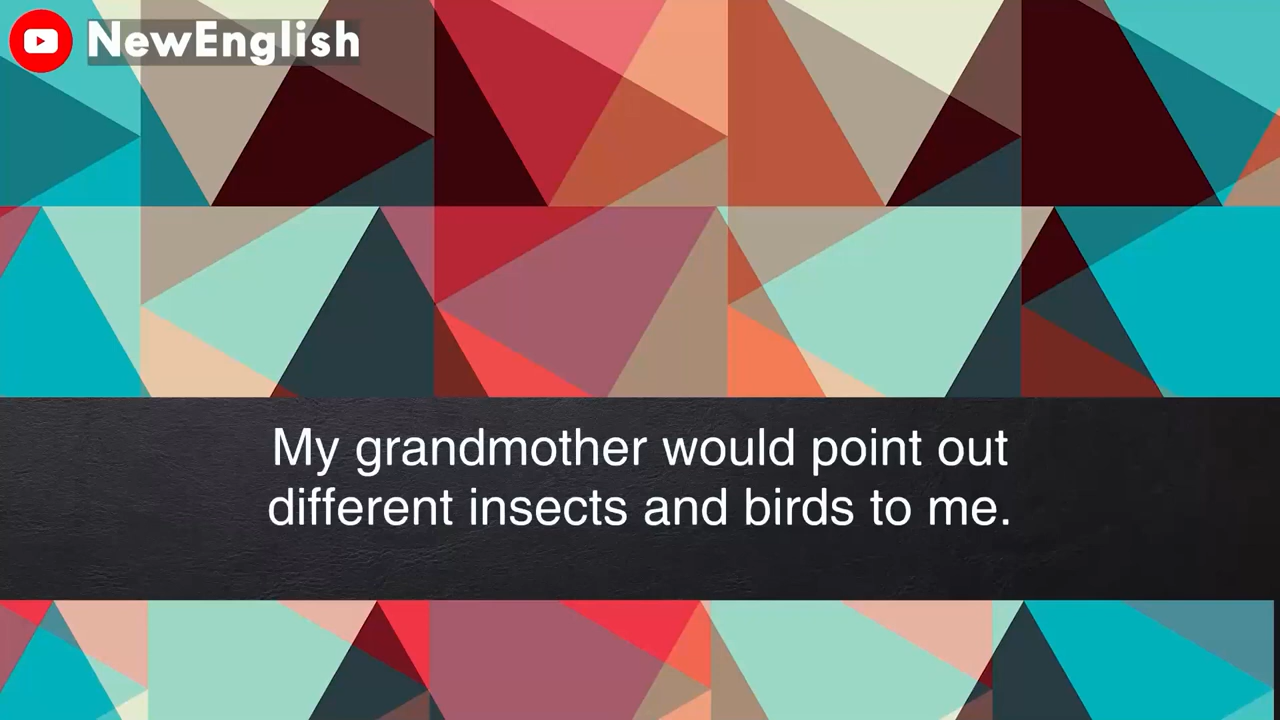 NewEnglish
My grandmother would point out
different insects and birds to me.